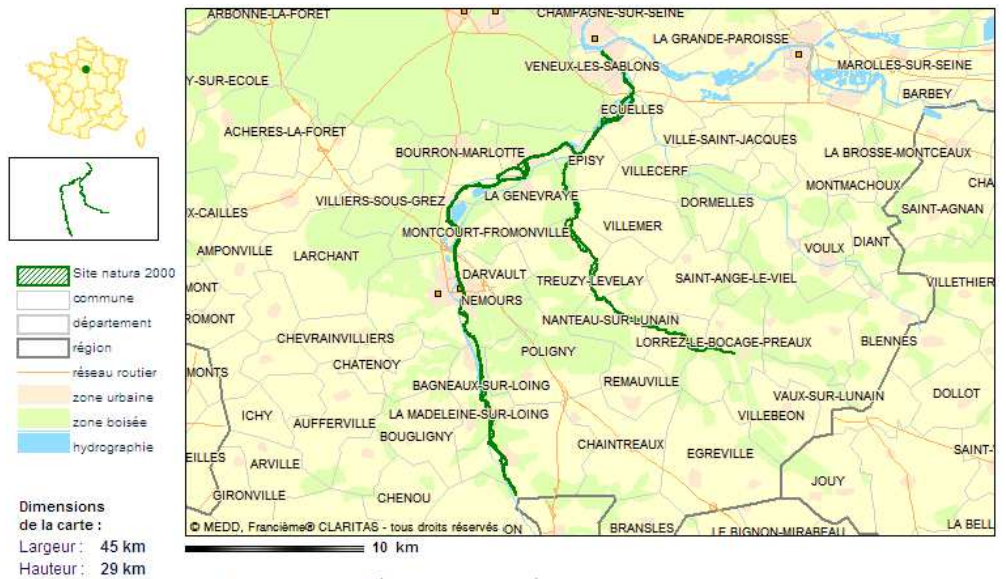 ARBONNE-LA-FORET
CHAMPAGNE-SUR-SEINE
LA GRANDE-PAROISSE
VENEUX-LES-SABLONS
MAROLLES-SUR-SEINE
Y-SUR-ECOLE
BARBEY
ECUELLES
ACHERES-LA-FORET
VILLE-SAINT-JACQUES
BOURRON-MARLOTTE
EPISY
LA BROSSE-MONTCEAUX
VILLECERF
MONTMACHOUX
CHA
LA GENEVRAYE
VILLIERS-SOUS-GREZ
DORMELLES
SAINT-AGNAN
X-CAILLES
MONTCOURT-FROMONVILLE
VILLEMER
AMPONVILLE
LARCHANT
VOULX
DIANT
DARVAULT
TREUZY-LEVELAY
SAINT-ANGE-LE-VIEL
VILLETHIER
MONT
NEMOURS
ROMONT
NANTEAU-SUR-LUNAIN
CHEVRAINVILLIERS
LORREZ-LE-BOCAGE-PREAUX
BLENNES
POLIGNY
CHATENOY
MONTS
BAGNEAUX-SUR-LOING
REMAUVILLE
VAUX-SUR-LUNAIN
DOLLOT
ICHY
AUFFERVILLE
LA MADELEINE-SUR-LOING
VILLEBEON
BOUGLIGNY
CHAINTREAUX
EGREVILLE
SAINT-
EILLES
ARVILLE
JOUY
GIRONVILLE
CHENOU
© MEDD, Francième® CLARITAS - tous droits réservés
ON
BRANSLES
LE BIGNON-MIRABEAU
LA BELL
10 km
Site natura 2000
commune
département
région
réseau routier
zone urbaine
zone boisée
hydrographie
Dimensions
de la carte :
Largeur : 45 km
Hauteur : 29 km